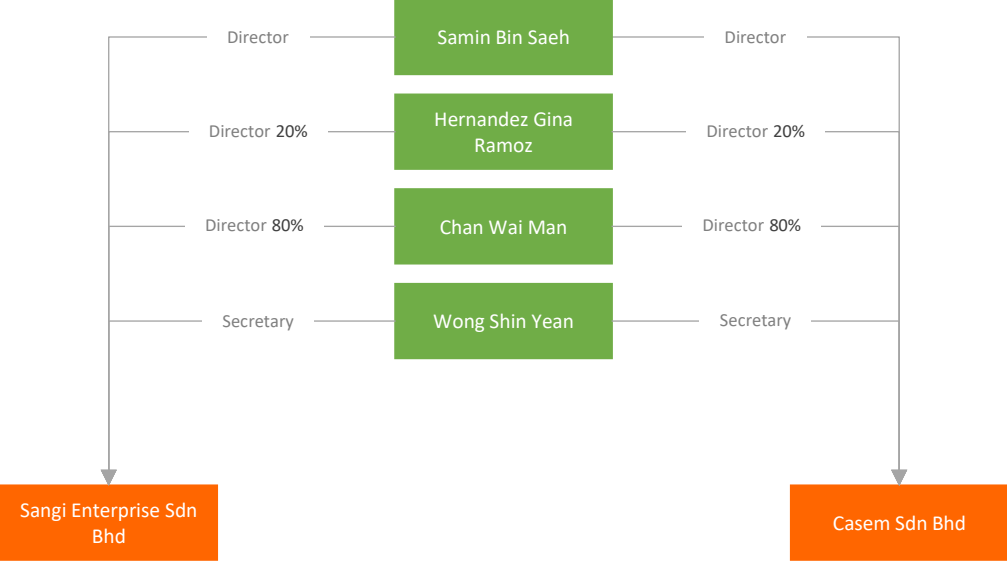 Director
Samin Bin Saeh
Director
Director 20%
Hernandez Gina
Ramoz
Director 20%
Director 80%
Chan Wai Man
Director 80%
Secretary
Wong Shin Yean
Secretary
Sangi Enterprise Sdn
Bhd
Casem Sdn Bhd